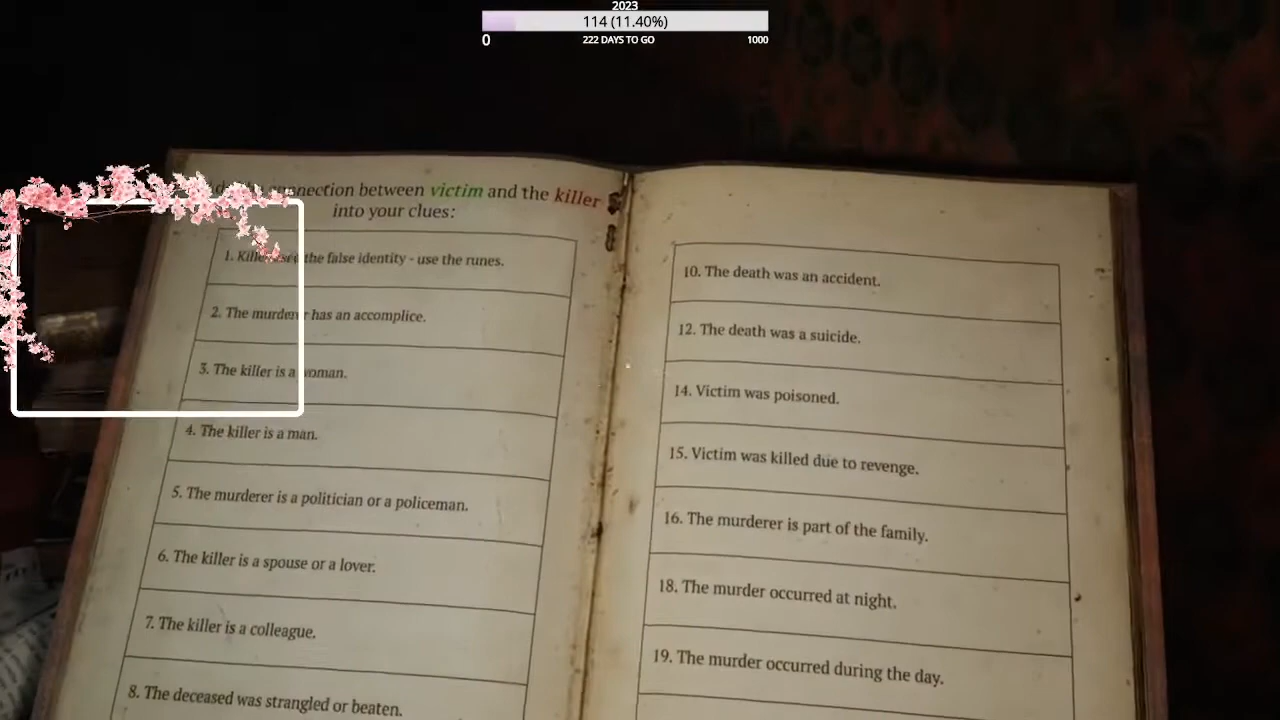 2023
114 (11.40%)
0 222 DAYS TO GO 1000
connection between victim and the killer
into your clues:
1. Killer used the false identity - use the runes.
2. The murderer has an accomplice.
3. The killer is a woman.
4. The killer is a man.
5. The murderer is a politician or a policeman.
6. The killer is a spouse or a lover.
7. The killer is a colleague.
8. The deceased was strangled or beaten.
10. The death was an accident.
12. The death was a suicide.
14. Victim was poisoned.
15. Victim was killed due to revenge.
16. The murderer is part of the family.
18. The murder occurred at night.
19. The murder occurred during the day.